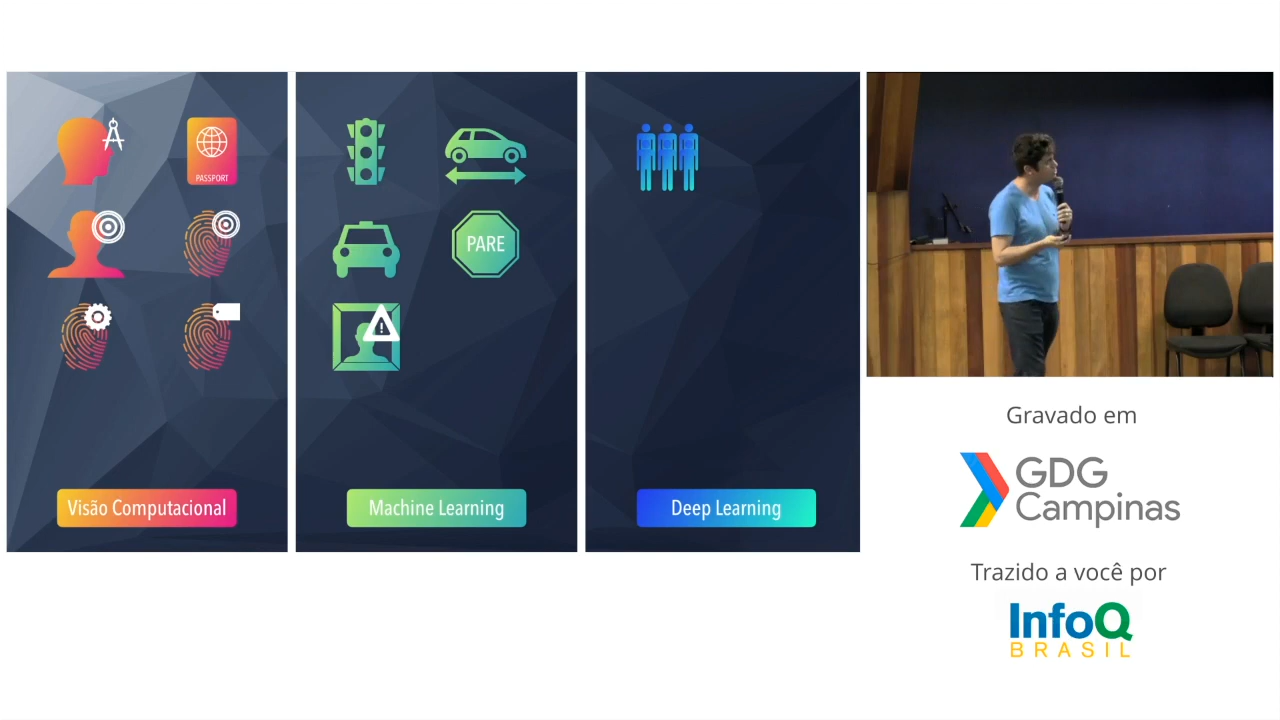 PASSPORT
PARE
Visão Computacional
Machine Learning
Deep Learning
Gravado em
GDG
Campinas
Trazido a você por
InfoQ
BRASIL